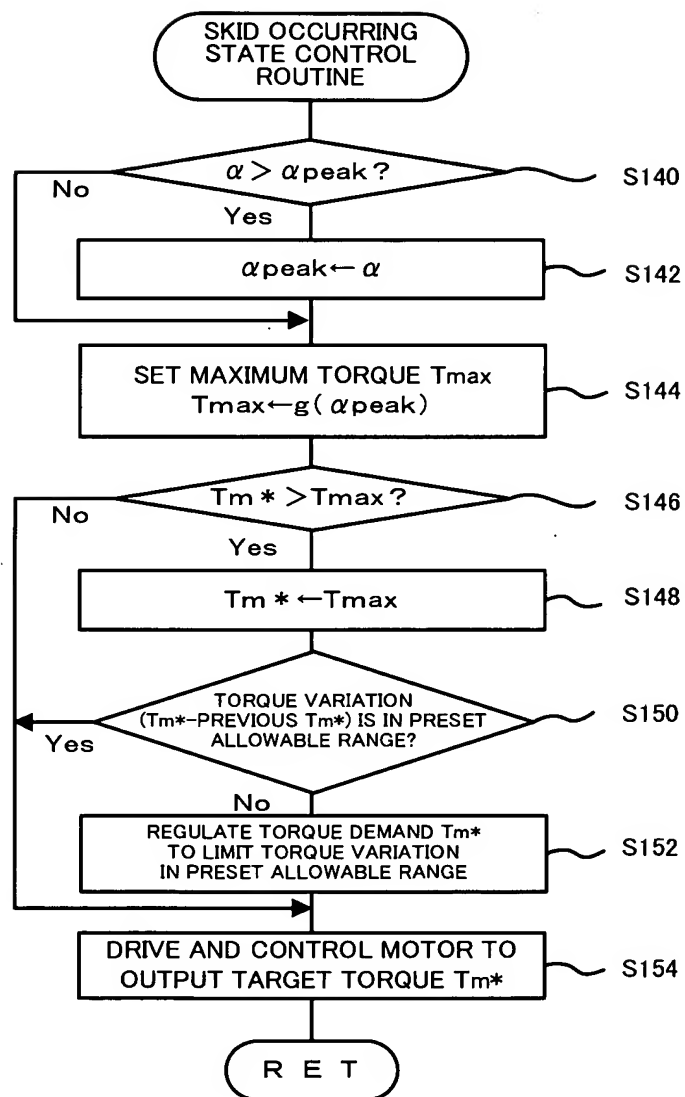 SKID OCCURRING
STATE CONTROL
ROUTINE
α > αpeak?
S140
No
Yes
αpeak←α
S142
SET MAXIMUM TORQUE Tmax
Tmax←g(αpeak)
S144
Tm*>Tmax?
S146
No
Yes
Tm*←Tmax
S148
TORQUE VARIATION
(Tm*-PREVIOUS Tm*) IS IN PRESET
ALLOWABLE RANGE?
S150
Yes
No
REGULATE TORQUE DEMAND Tm*
TO LIMIT TORQUE VARIATION
IN PRESET ALLOWABLE RANGE
S152
DRIVE AND CONTROL MOTOR TO
OUTPUT TARGET TORQUE Tm*
S154
RET